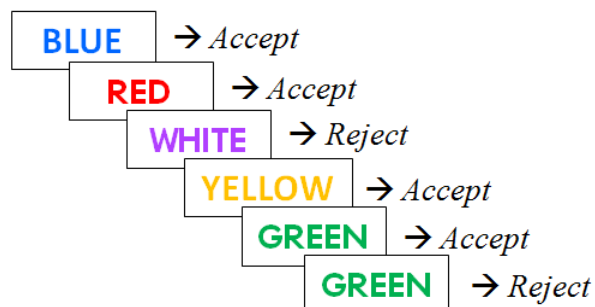 BLUE → Accept
RED → Accept
WHITE → Reject
YELLOW → Accept
GREEN → Accept
GREEN → Reject